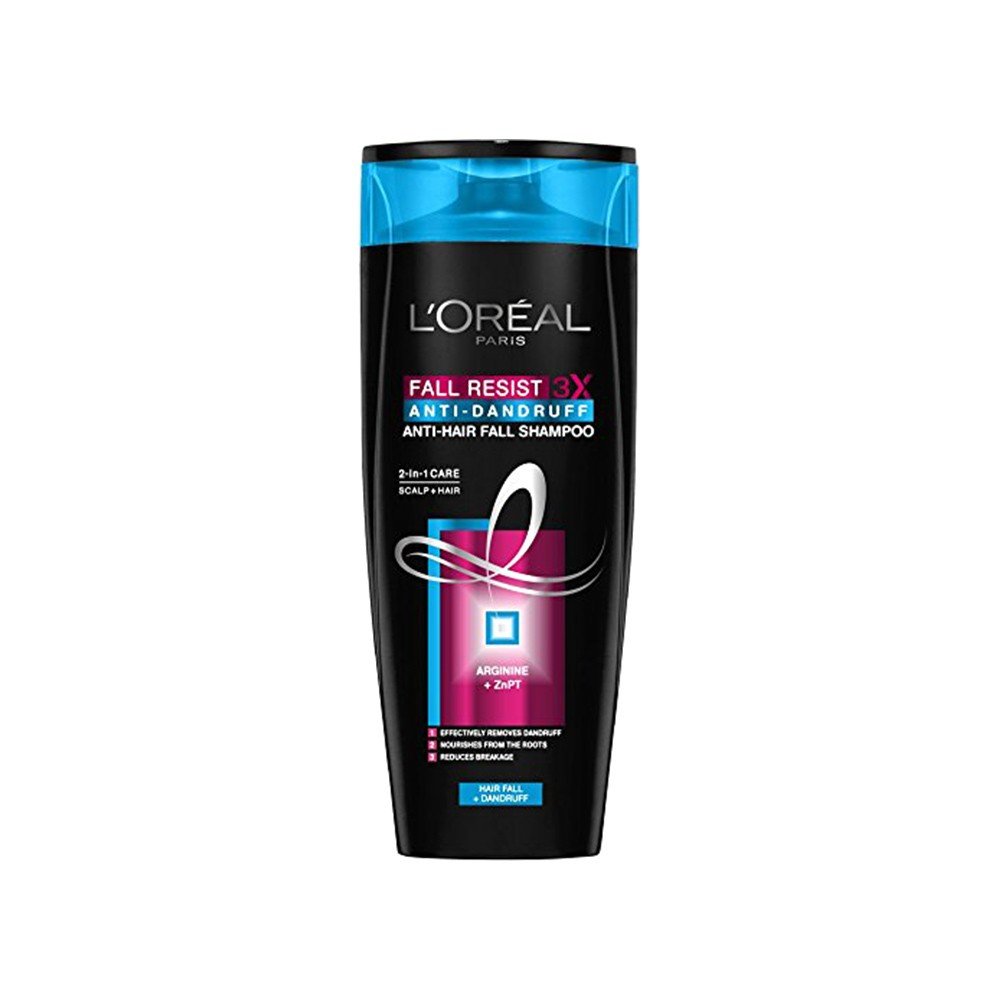 L'ORÉAL
PARIS
FALL RESIST 3X
ANTI-DANDRUFF
ANTI-HAIR FALL SHAMPOO
2-in-1 CARE
SCALP + HAIR
ARGININE
+ ZnPT
1 EFFECTIVELY REMOVES DANDRUFF
2 NOURISHES FROM THE ROOTS
3 REDUCES BREAKAGE
HAIR FALL
+ DANDRUFF